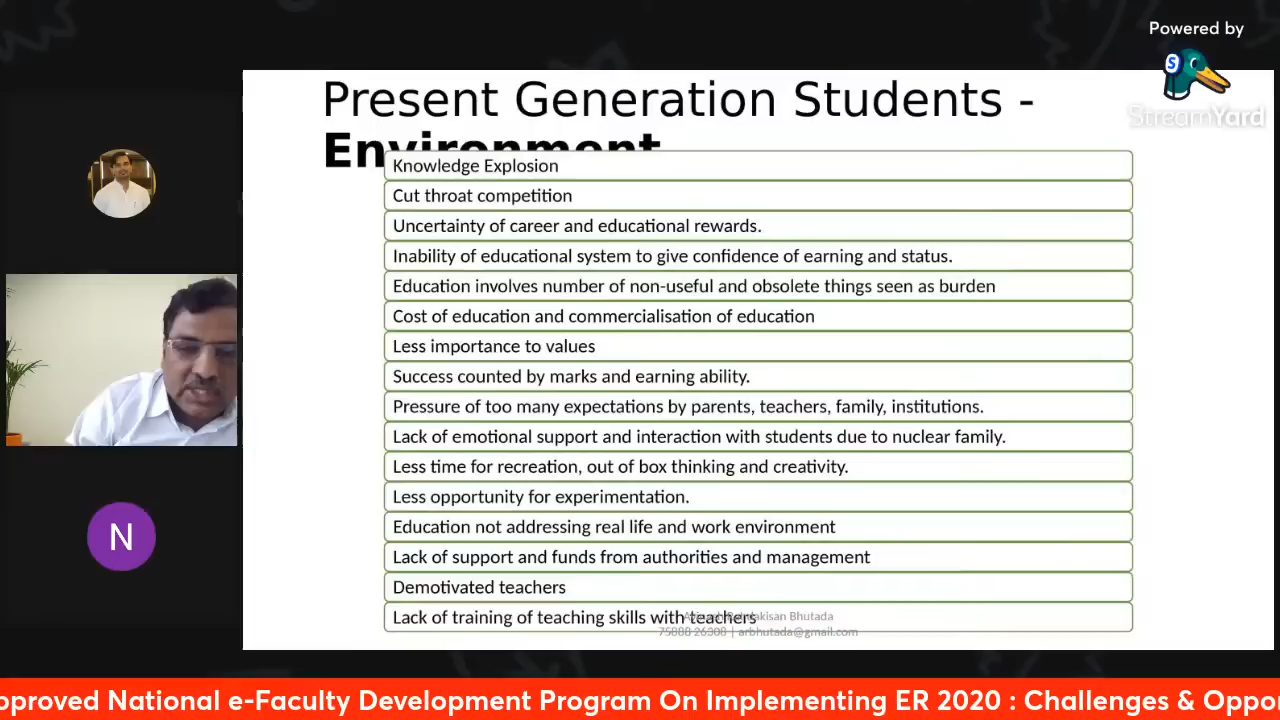 Powered by
S
StreamYard
Present Generation Students -
Environment
Knowledge Explosion
Cut throat competition
Uncertainty of career and educational rewards.
Inability of educational system to give confidence of earning and status.
Education involves number of non-useful and obsolete things seen as burden
Cost of education and commercialisation of education
Less importance to values
Success counted by marks and earning ability.
Pressure of too many expectations by parents, teachers, family, institutions.
Lack of emotional support and interaction with students due to nuclear family.
Less time for recreation, out of box thinking and creativity.
Less opportunity for experimentation.
Education not addressing real life and work environment
Lack of support and funds from authorities and management
Demotivated teachers
Lack of training of teaching skills with teachers
Bhutada
| arbhutada@gmail.com
N
pproved National e-Faculty Development Program On Implementing ER 2020 : Challenges & Oppo